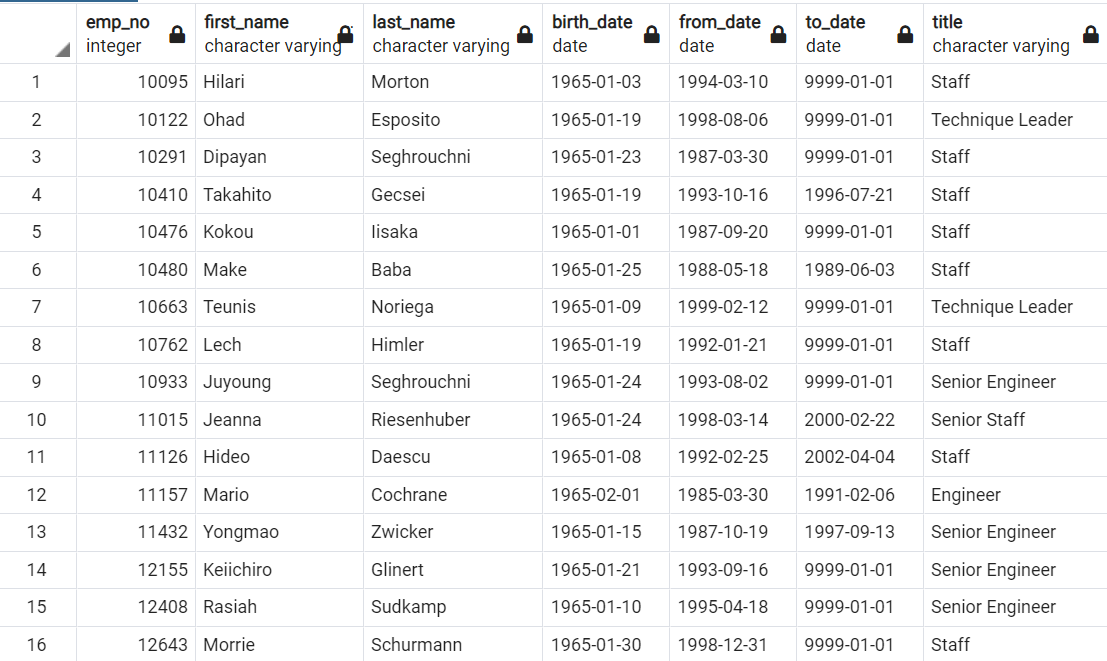 emp_no first_name last_name birth_date from_date to_date title
integer character varying character varying date date date character varying
1 10095 Hilari Morton 1965-01-03 1994-03-10 9999-01-01 Staff
2 10122 Ohad Esposito 1965-01-19 1998-08-06 9999-01-01 Technique Leader
3 10291 Dipayan Seghrouchni 1965-01-23 1987-03-30 9999-01-01 Staff
4 10410 Takahito Gecsei 1965-01-19 1993-10-16 1996-07-21 Staff
5 10476 Kokou Iisaka 1965-01-01 1987-09-20 9999-01-01 Staff
6 10480 Make Baba 1965-01-25 1988-05-18 1989-06-03 Staff
7 10663 Teunis Noriega 1965-01-09 1999-02-12 9999-01-01 Technique Leader
8 10762 Lech Himler 1965-01-19 1992-01-21 9999-01-01 Staff
9 10933 Juyoung Seghrouchni 1965-01-24 1993-08-02 9999-01-01 Senior Engineer
10 11015 Jeanna Riesenhuber 1965-01-24 1998-03-14 2000-02-22 Senior Staff
11 11126 Hideo Daescu 1965-01-08 1992-02-25 2002-04-04 Staff
12 11157 Mario Cochrane 1965-02-01 1985-03-30 1991-02-06 Engineer
13 11432 Yongmao Zwicker 1965-01-15 1987-10-19 1997-09-13 Senior Engineer
14 12155 Keiichiro Glinert 1965-01-21 1993-09-16 9999-01-01 Senior Engineer
15 12408 Rasiah Sudkamp 1965-01-10 1995-04-18 9999-01-01 Senior Engineer
16 12643 Morrie Schurmann 1965-01-30 1998-12-31 9999-01-01 Staff